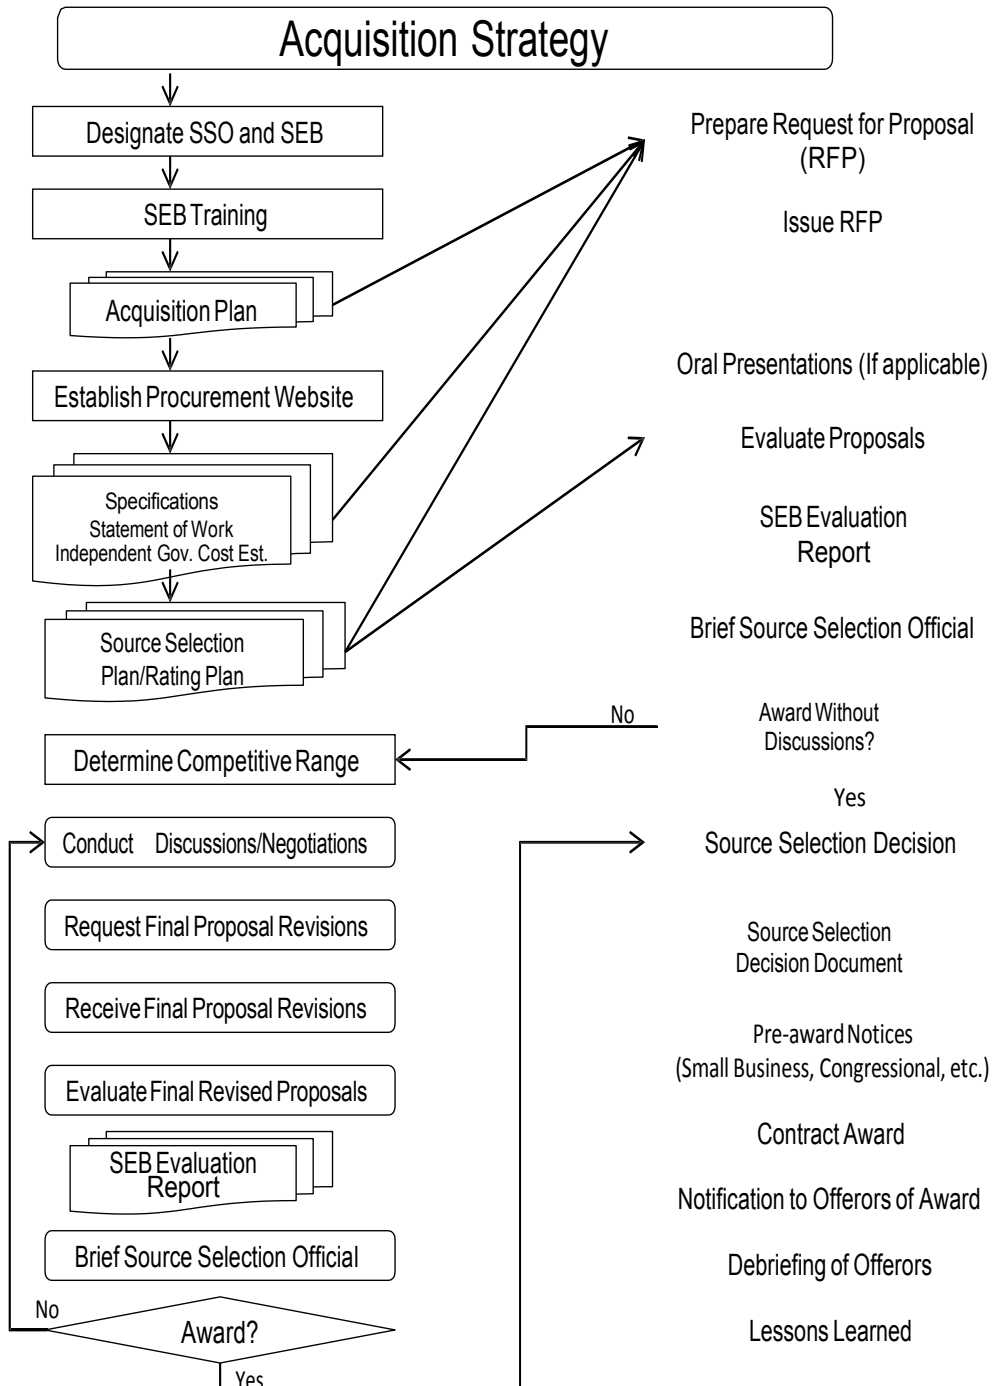 Acquisition Strategy
Designate SSO and SEB
SEB Training
Acquisition Plan
Establish Procurement Website
Specifications
Statement of Work
Independent Gov. Cost Est.
Source Selection
Plan/Rating Plan
Determine Competitive Range
Conduct Discussions/Negotiations
Request Final Proposal Revisions
Receive Final Proposal Revisions
Evaluate Final Revised Proposals
SEB Evaluation
Report
Brief Source Selection Official
No
Award?
Yes
Prepare Request for Proposal
(RFP)
Issue RFP
Oral Presentations (If applicable)
Evaluate Proposals
SEB Evaluation
Report
Brief Source Selection Official
No
Award Without
Discussions?
Yes
Source Selection Decision
Source Selection
Decision Document
Pre-award Notices
(Small Business, Congressional, etc.)
Contract Award
Notification to Offerors of Award
Debriefing of Offerors
Lessons Learned